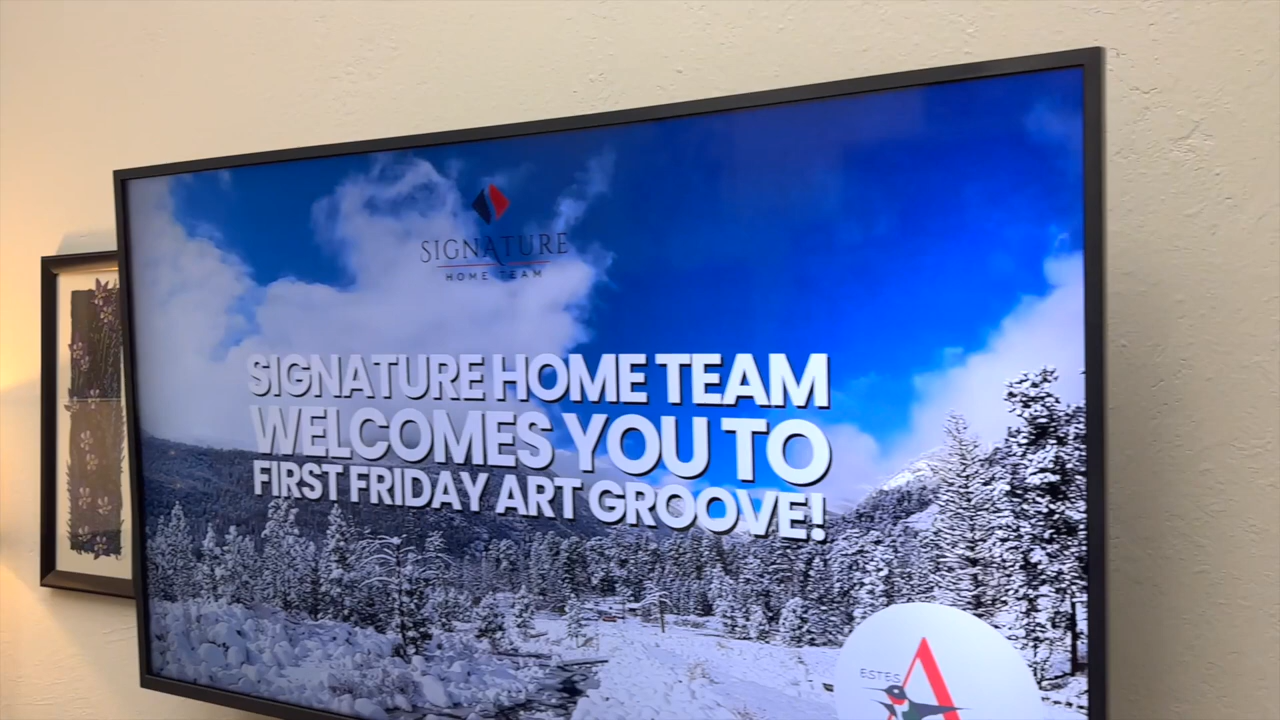 SIGNATURE
HOME TEAM
SIGNATURE HOME TEAM
WELCOMES YOU TO
FIRST FRIDAY ART GROOVE!
ESTES
A